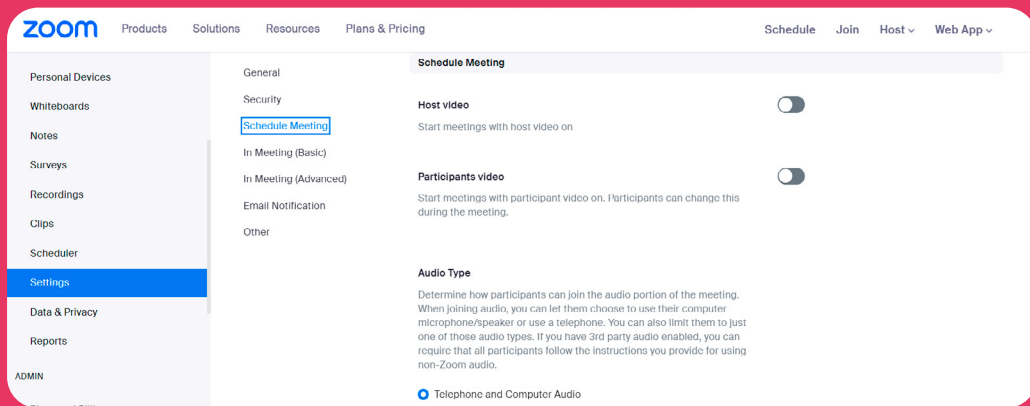 zoom Products Solutions Resources Plans & Pricing Schedule Join Host Web App
Personal Devices
Whiteboards
Notes
Surveys
Recordings
Clips
Scheduler
Settings
Data & Privacy
Reports
ADMIN
General
Security
Schedule Meeting
In Meeting (Basic)
In Meeting (Advanced)
Email Notification
Other
Schedule Meeting
Host video
Start meetings with host video on
Participants video
Start meetings with participant video on. Participants can change this
during the meeting.
Audio Type
Determine how participants can join the audio portion of the meeting.
When joining audio, you can let them choose to use their computer
microphone/speaker or use a telephone. You can also limit them to just
one of those audio types. If you have 3rd party audio enabled, you can
require that all participants follow the instructions you provide for using
non-Zoom audio.
Telephone and Computer Audio